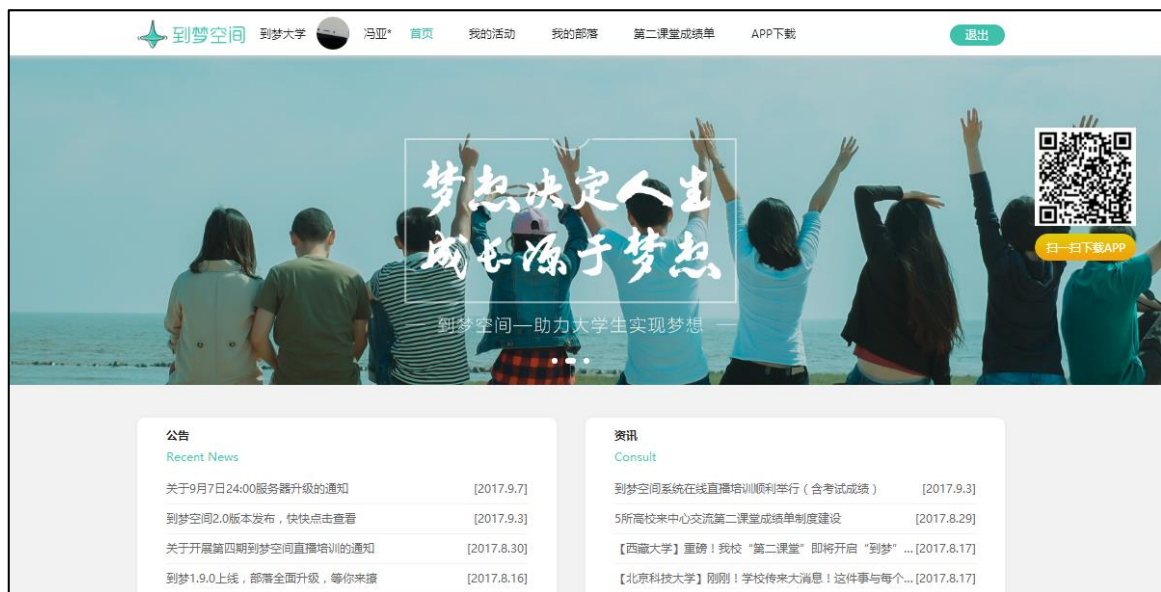 到梦空间 到梦大学 冯亚* 首页 我的活动 我的部落 第二课堂成绩单 APP下载 退出
梦想决定人生
成长源于梦想
到梦空间—助力大学生实现梦想
扫一扫下载APP
公告
Recent News
关于9月7日24:00服务器升级的通知 [2017.9.7]
到梦空间2.0版本发布，快快点击查看 [2017.9.3]
关于开展第四期到梦空间直播培训的通知 [2017.8.30]
到梦1.9.0上线，部落全面升级，等你来撩 [2017.8.16]
资讯
Consult
到梦空间系统在线直播培训顺利举行（含考试成绩） [2017.9.3]
5所高校来中心交流第二课堂成绩单制度建设 [2017.8.29]
【西藏大学】重磅！我校“第二课堂”即将开启“到梦”... [2017.8.17]
【北京科技大学】刚刚！学校传来大消息！这件事与每个... [2017.8.17]